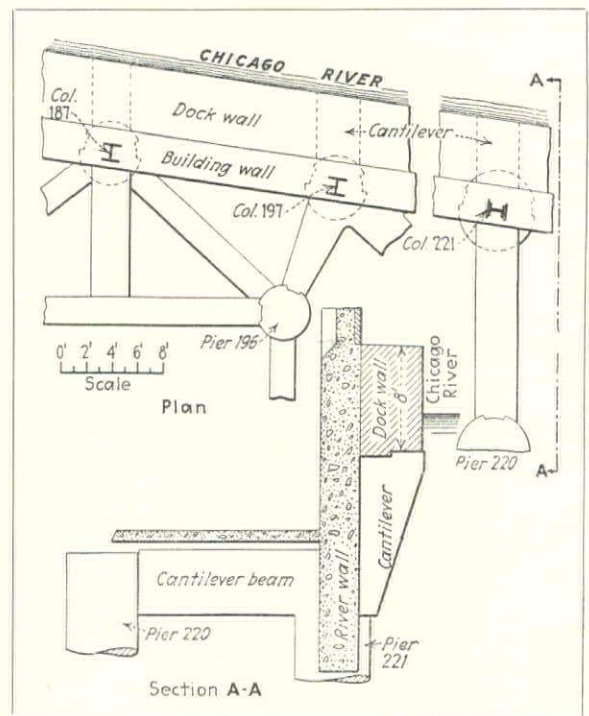 CHICAGO RIVER
A
Col.
187
Dock wall
Cantilever
Building wall
Col. 197
Col. 221
Pier 196
0' 2' 4' 6' 8'
Scale
Plan
Dock wall
8'
Chicago
River
Pier 220
A
Cantilever
River wall
Cantilever beam
Pier 220
Pier
221
Section A-A